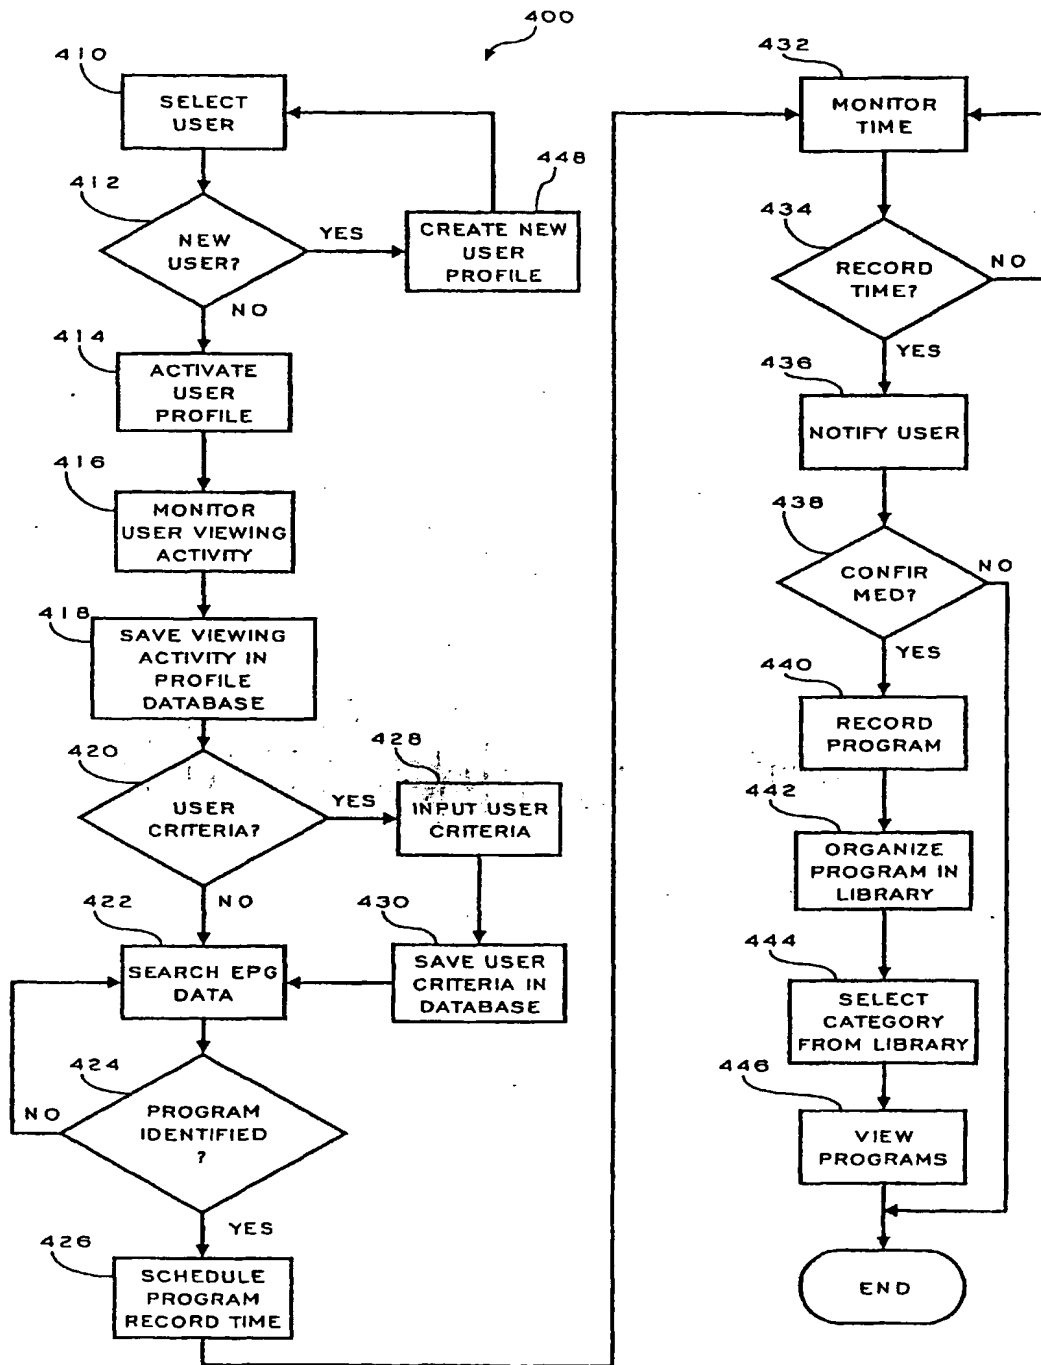 400
410
SELECT
USER
412
NEW
USER?
YES
NO
448
CREATE NEW
USER
PROFILE
414
ACTIVATE
USER
PROFILE
416
MONITOR
USER VIEWING
ACTIVITY
418
SAVE VIEWING
ACTIVITY IN
PROFILE
DATABASE
420
USER
CRITERIA?
YES
NO
428
INPUT USER
CRITERIA
430
SAVE USER
CRITERIA IN
DATABASE
422
SEARCH EPG
DATA
424
PROGRAM
IDENTIFIED
?
NO
YES
426
SCHEDULE
PROGRAM
RECORD TIME
432
MONITOR
TIME
434
RECORD
TIME?
NO
YES
436
NOTIFY USER
438
CONFIR
MED?
NO
YES
440
RECORD
PROGRAM
442
ORGANIZE
PROGRAM IN
LIBRARY
444
SELECT
CATEGORY
FROM LIBRARY
446
VIEW
PROGRAMS
END